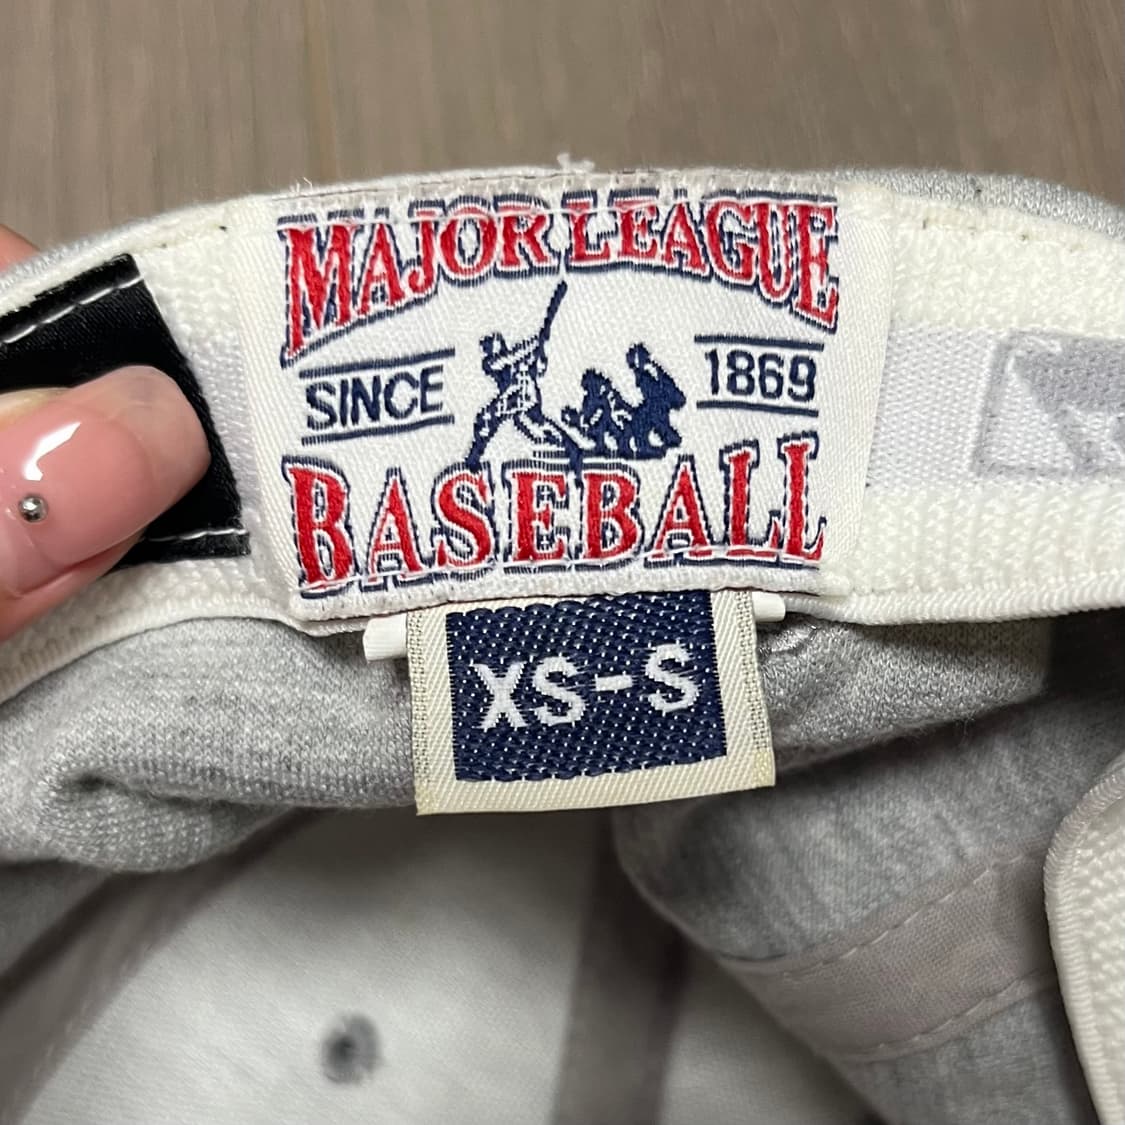 MAJOR LEAGUE
SINCE 1869
BASEBALL
XS-S